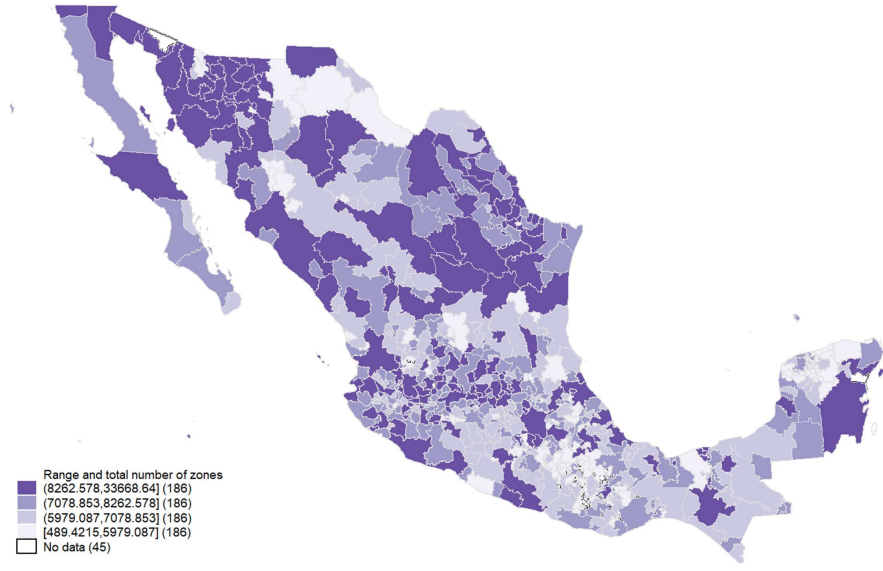 Range and total number of zones
(8262.578,33668.64] (186)
(7078.853,8262.578] (186)
(5979.087,7078.853] (186)
[489.4215,5979.087] (186)
No data (45)